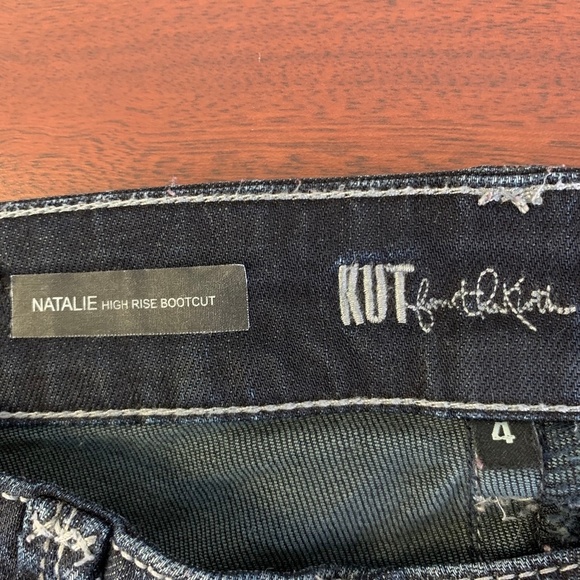 NATALIE HIGH RISE BOOTCUT
KUT from the Kloth
4